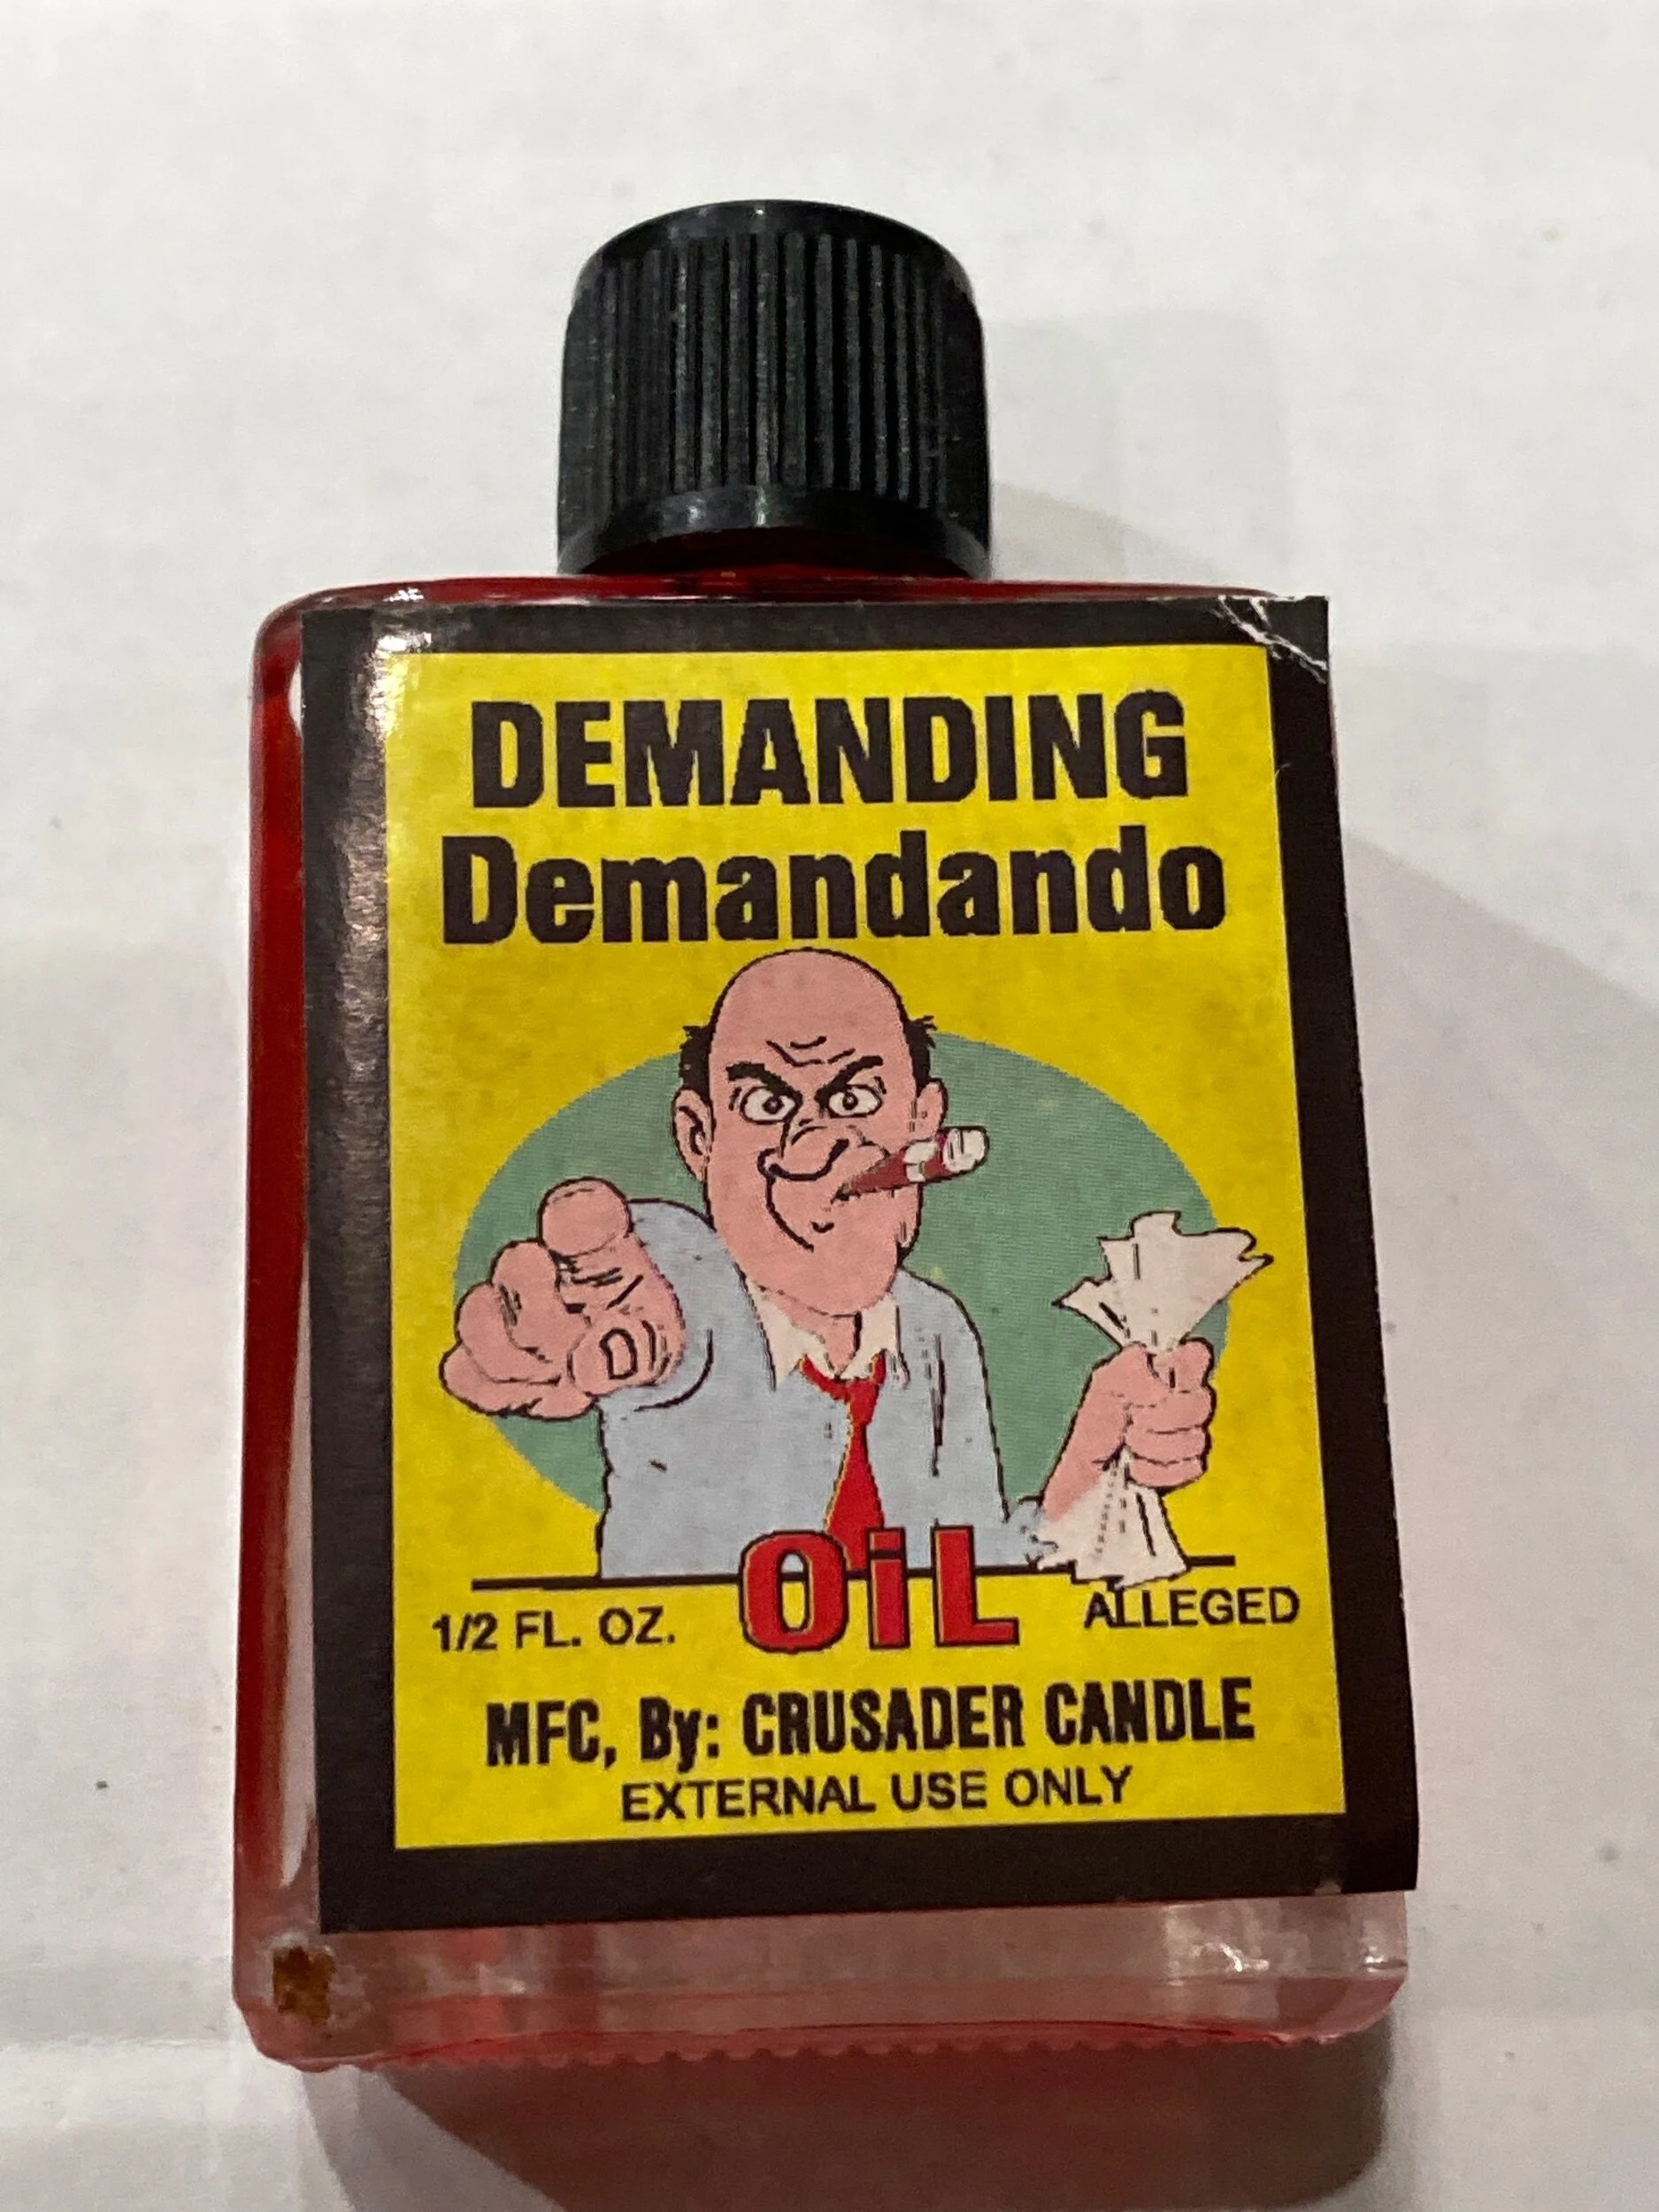 DEMANDING
Demandando
OiL
1/2 FL. OZ.
ALLEGED
MFC, By: CRUSADER CANDLE
EXTERNAL USE ONLY